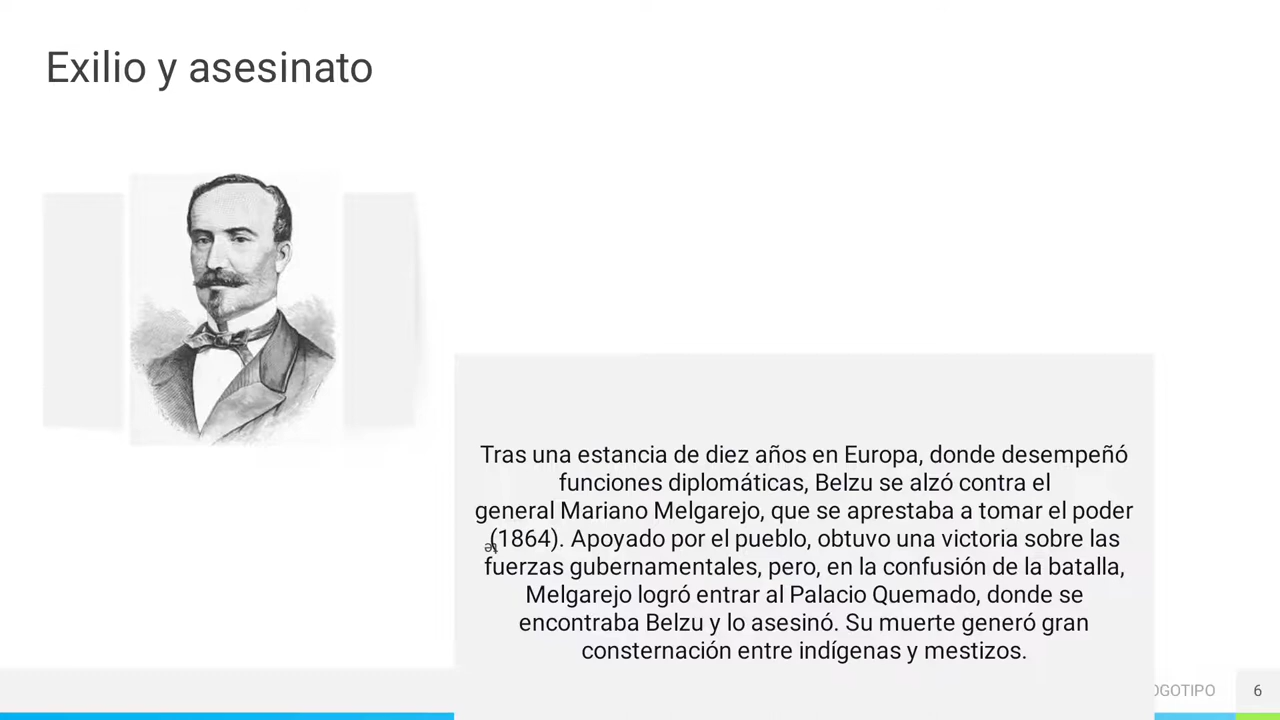 Exilio y asesinato
Tras una estancia de diez años en Europa, donde desempeñó
funciones diplomáticas, Belzu se alzó contra el
general Mariano Melgarejo, que se aprestaba a tomar el poder
(1864). Apoyado por el pueblo, obtuvo una victoria sobre las
fuerzas gubernamentales, pero, en la confusión de la batalla,
Melgarejo logró entrar al Palacio Quemado, donde se
encontraba Belzu y lo asesinó. Su muerte generó gran
consternación entre indígenas y mestizos.
OGOTIPO
6